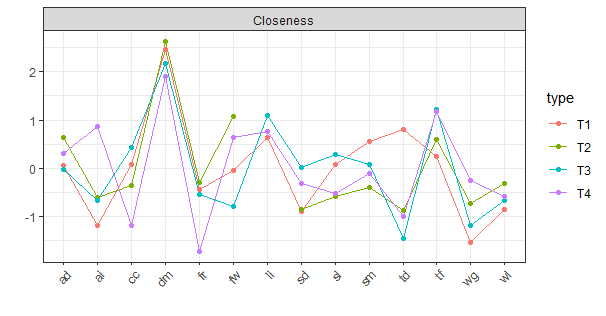 Closeness
2
1
0
-1
ad
al
cc
dm
fr
fw
li
sd
sl
sm
td
tf
wg
wl
type
T1
T2
T3
T4